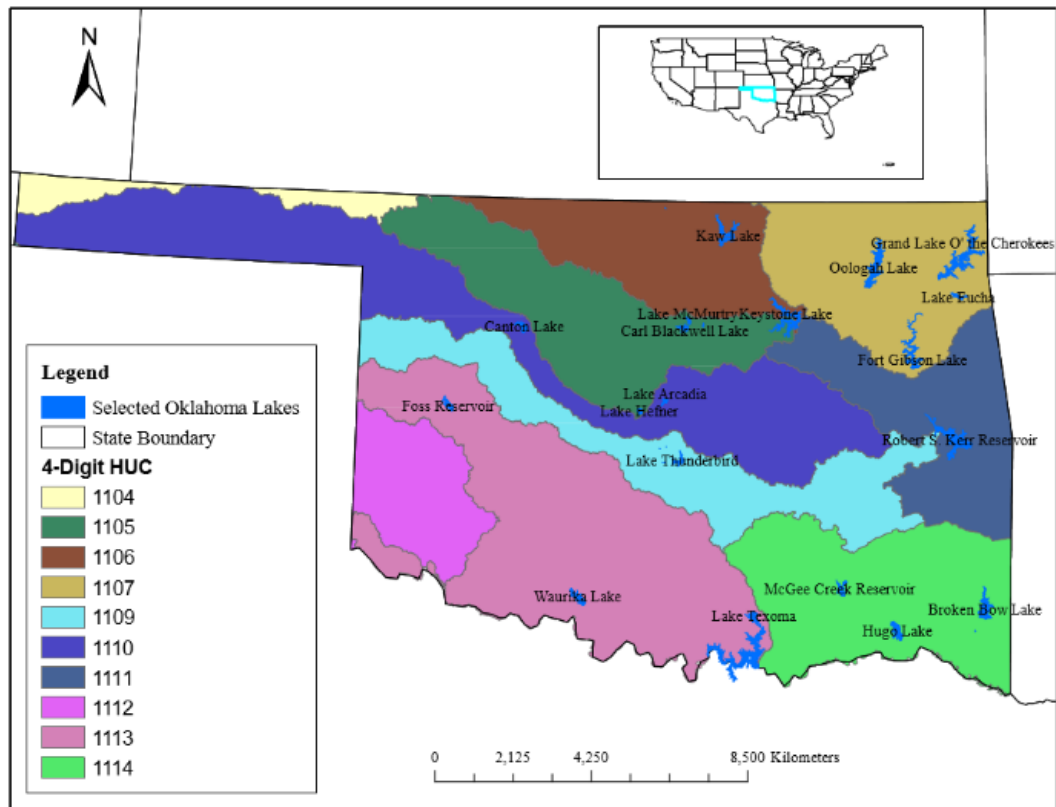 N
Kaw Lake
Grand Lake O' the Cherokees
Oologah Lake
Lake Eucha
Lake McMurtry
Keystone Lake
Carl Blackwell Lake
Canton Lake
Fort Gibson Lake
Lake Arcadia
Foss Reservoir
Lake Hefner
Robert S. Kerr Reservoir
Lake Thunderbird
McGee Creek Reservoir
Waurika Lake
Broken Bow Lake
Lake Texoma
Hugo Lake
Legend
Selected Oklahoma Lakes
State Boundary
4-Digit HUC
1104
1105
1106
1107
1109
1110
1111
1112
1113
1114
0 2,125 4,250 8,500 Kilometers